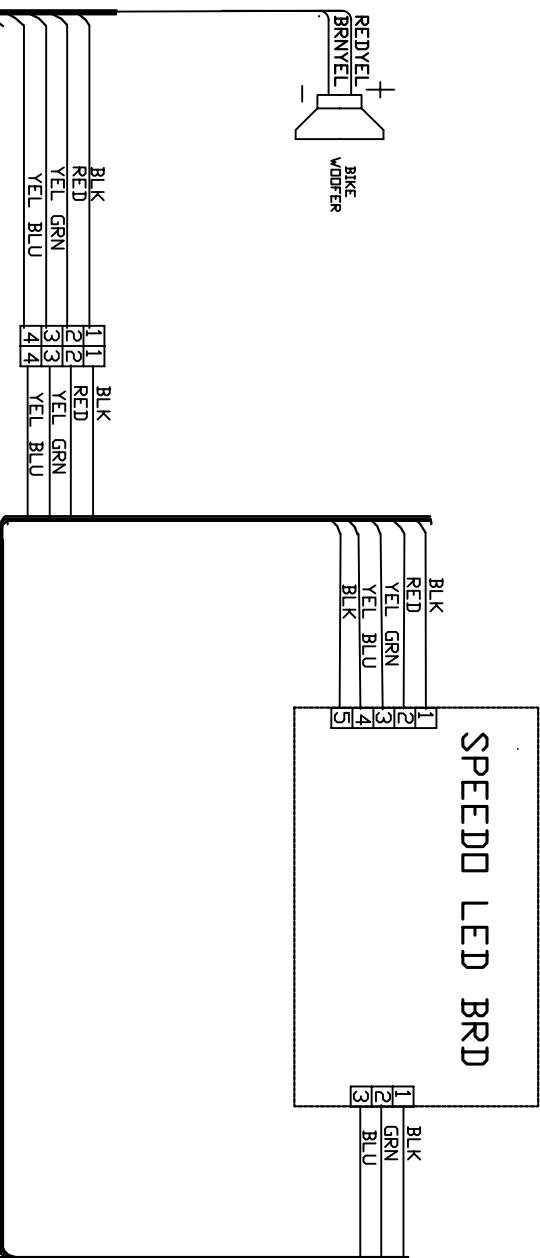 REDYEL
BRNYEL
+
-
BIKE
WOOFER
BLK
RED
YEL GRN
YEL BLU
1 1
2 2
3 3
4 4
BLK
RED
YEL GRN
YEL BLU
BLK
RED
YEL GRN
YEL BLU
BLK
1
2
3
4
5
SPEEDO LED BRD
1
2
3
BLK
GRN
BLU